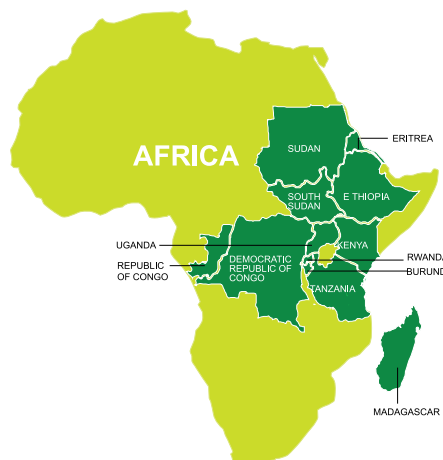 ERITREA
SUDAN
AFRICA
SOUTH
SUDAN
E THIOPIA
UGANDA
KENYA
DEMOCRATIC
REPUBLIC OF
CONGO
RWANDA
REPUBLIC
OF CONGO
BURUND
TANZANIA
MADAGASCAR